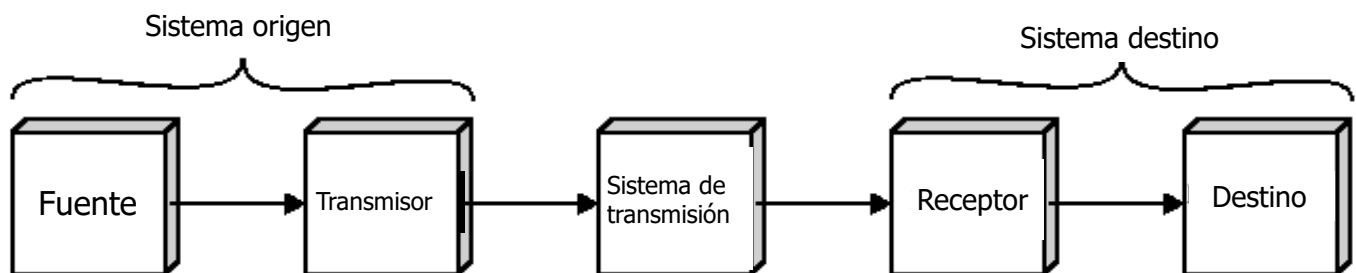 Sistema origen
Sistema destino
Fuente
Transmisor
Sistema de
transmisión
Receptor
Destino